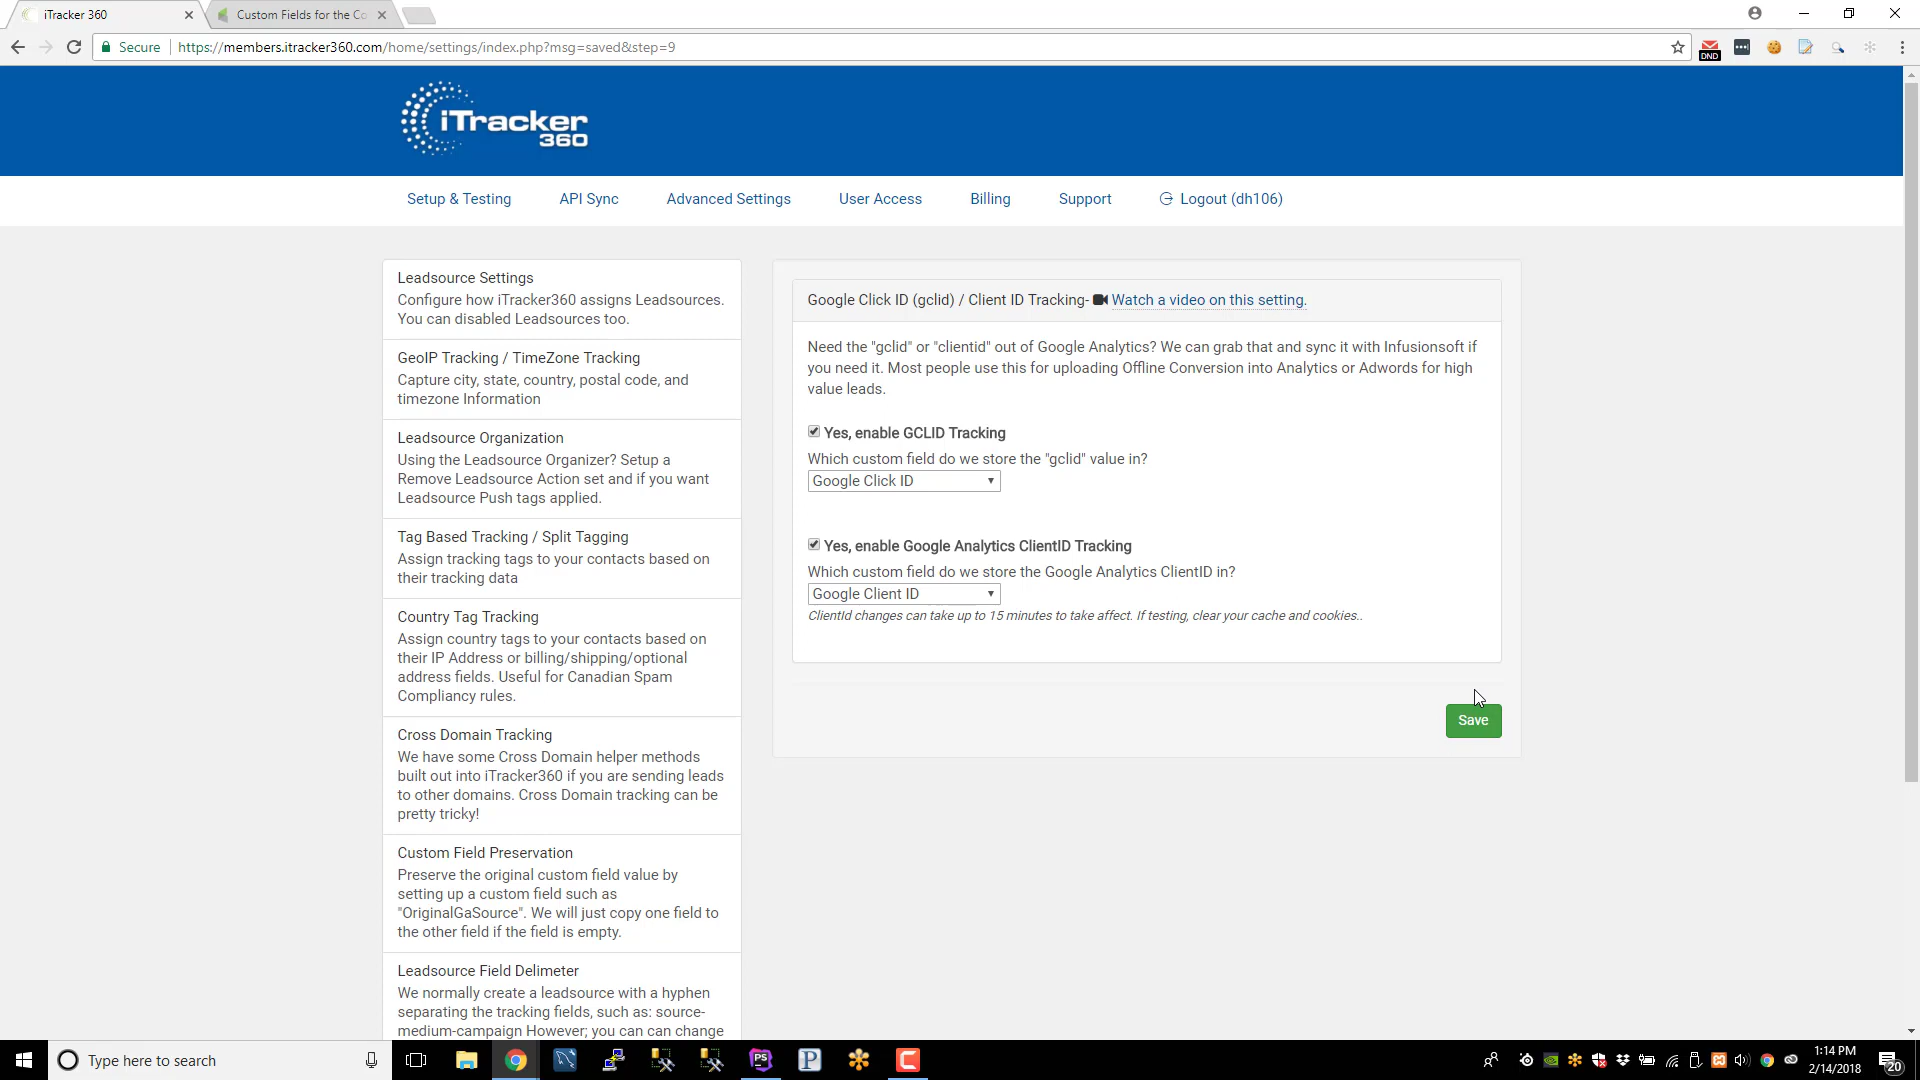 iTracker 360
Custom Fields for the Co
Secure
https://members.itracker360.com/home/settings/index.php?msg=saved&step=9
DND
iTracker
360
Setup & Testing
API Sync
Advanced Settings
User Access
Billing
Support
Logout (dh106)
Leadsource Settings
Configure how iTracker360 assigns Leadsources.
You can disabled Leadsources too.
GeoIP Tracking / TimeZone Tracking
Capture city, state, country, postal code, and
timezone Information
Leadsource Organization
Using the Leadsource Organizer? Setup a
Remove Leadsource Action set and if you want
Leadsource Push tags applied.
Tag Based Tracking / Split Tagging
Assign tracking tags to your contacts based on
their tracking data
Country Tag Tracking
Assign country tags to your contacts based on
their IP Address or billing/shipping/optional
address fields. Useful for Canadian Spam
Compliancy rules.
Cross Domain Tracking
We have some Cross Domain helper methods
built out into iTracker360 if you are sending leads
to other domains. Cross Domain tracking can be
pretty tricky!
Custom Field Preservation
Preserve the original custom field value by
setting up a custom field such as
"OriginalGaSource". We will just copy one field to
the other field if the field is empty.
Leadsource Field Delimeter
We normally create a leadsource with a hyphen
separating the tracking fields, such as: source-
medium-campaign However; you can can change
Google Click ID (gclid) / Client ID Tracking- Watch a video on this setting.
Need the "gclid" or "clientid" out of Google Analytics? We can grab that and sync it with Infusionsoft if
you need it. Most people use this for uploading Offline Conversion into Analytics or Adwords for high
value leads.
Yes, enable GCLID Tracking
Which custom field do we store the "gclid" value in?
Google Click ID
Yes, enable Google Analytics ClientID Tracking
Which custom field do we store the Google Analytics ClientID in?
Google Client ID
ClientId changes can take up to 15 minutes to take affect. If testing, clear your cache and cookies..
Save
Type here to search
PS
P
C
1:14 PM
2/14/2018
20